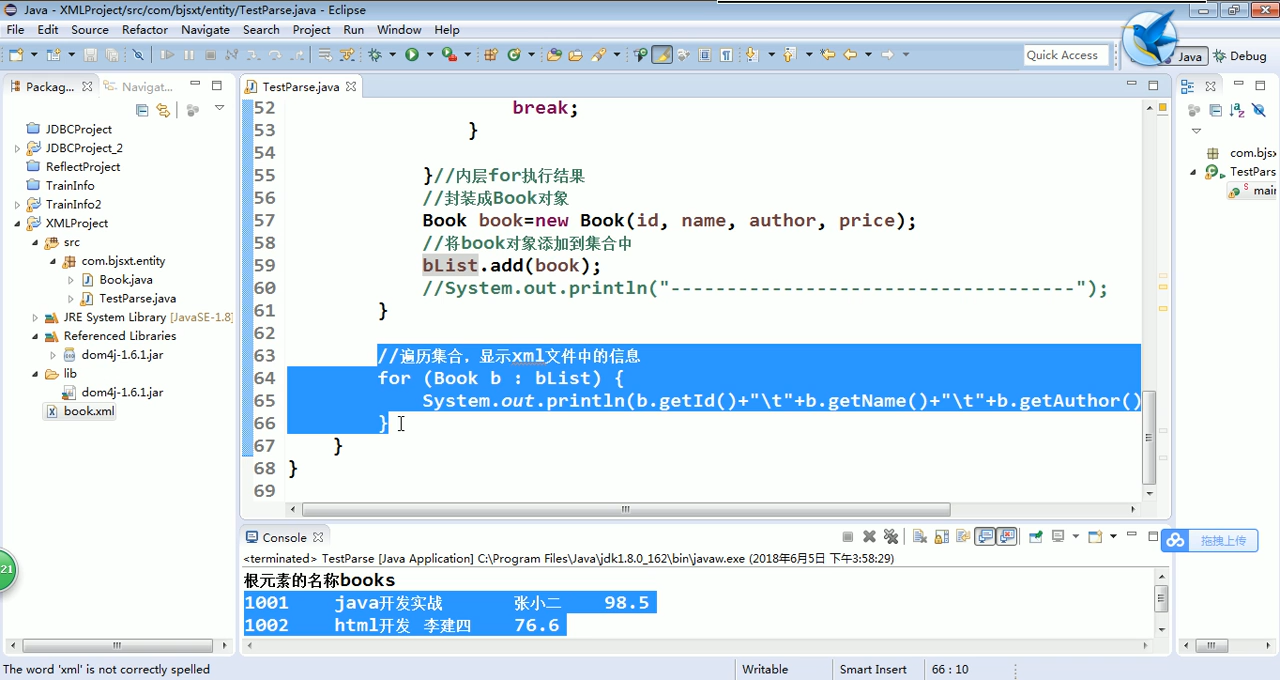 Java - XMLProject/src/com/bjsxt/entity/TestParse.java - Eclipse
File Edit Source Refactor Navigate Search Project Run Window Help
Quick Access
Java
Debug
Packag...
Navigat...
TestParse.java
JDBCProject
JDBCProject_2
ReflectProject
TrainInfo
TrainInfo2
XMLProject
src
com.bjsxt.entity
Book.java
TestParse.java
JRE System Library [JavaSE-1.8]
Referenced Libraries
dom4j-1.6.1.jar
lib
dom4j-1.6.1.jar
book.xml
52 break;
53 }
54
55 }//内层for执行结果
56 //封装成Book对象
57 Book book=new Book(id, name, author, price);
58 //将book对象添加到集合中
59 bList.add(book);
60 //System.out.println("------------------------------------");
61 }
62
63 //遍历集合，显示xml文件中的信息
64 for (Book b : bList) {
65 System.out.println(b.getId()+"\t"+b.getName()+"\t"+b.getAuthor()
66 }
67 }
68 }
69
com.bjsx
TestPars
main
Console
<terminated> TestParse [Java Application] C:\Program Files\Java\jdk1.8.0_162\bin\javaw.exe (2018年6月5日 下午3:58:29)
根元素的名称books
1001 java开发实战 张小二 98.5
1002 html开发 李建四 76.6
拖拽上传
21
The word 'xml' is not correctly spelled
Writable
Smart Insert
66 : 10